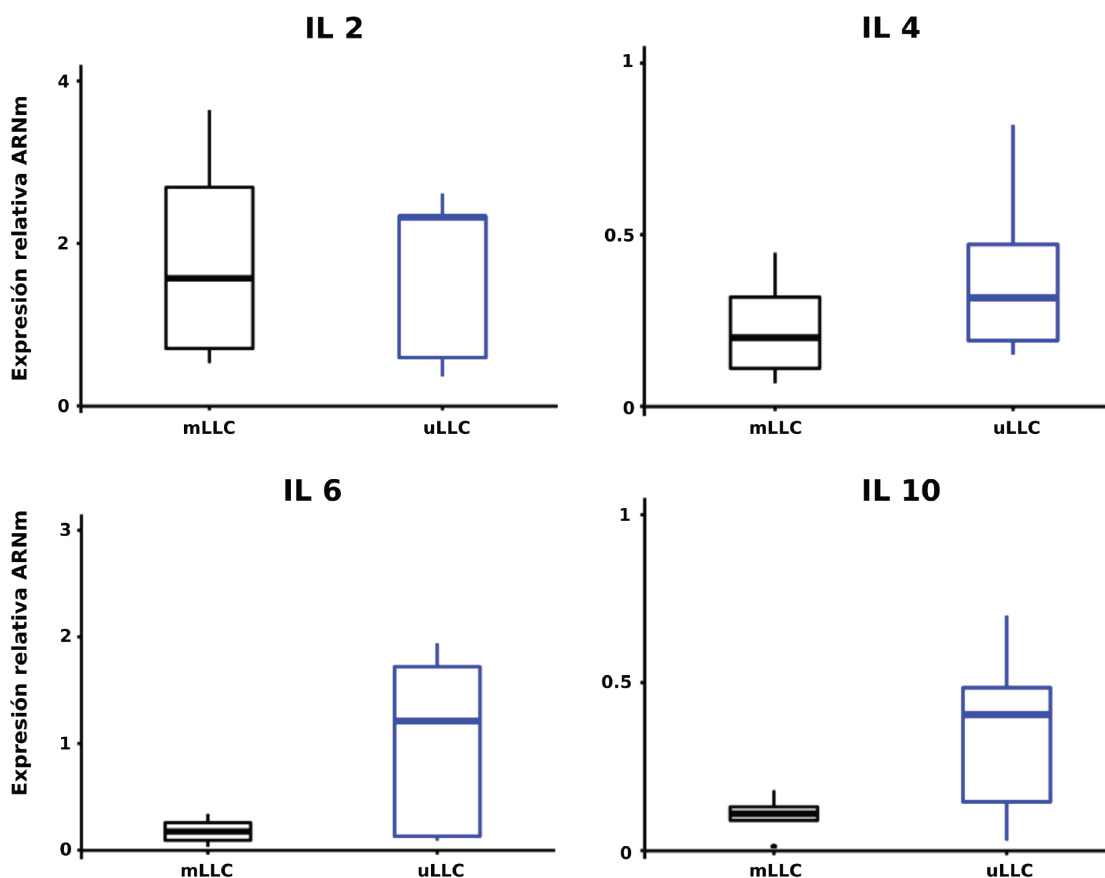 IL 2
Expresión relativa ARNm
4
2
0
mLLC
uLLC
IL 4
1
0.5
0
mLLC
uLLC
IL 6
Expresión relativa ARNm
3
2
1
0
mLLC
uLLC
IL 10
1
0.5
0
mLLC
uLLC